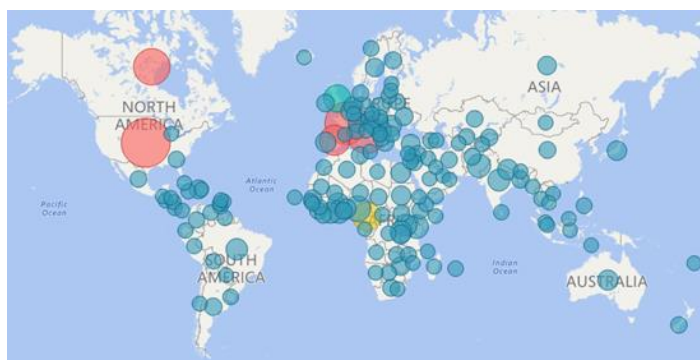 ASIA
NORTH
AMERICA
Atlantic
Ocean
Pacific
Ocean
Indian
Ocean
SOUTH
AMERICA
AUSTRALIA